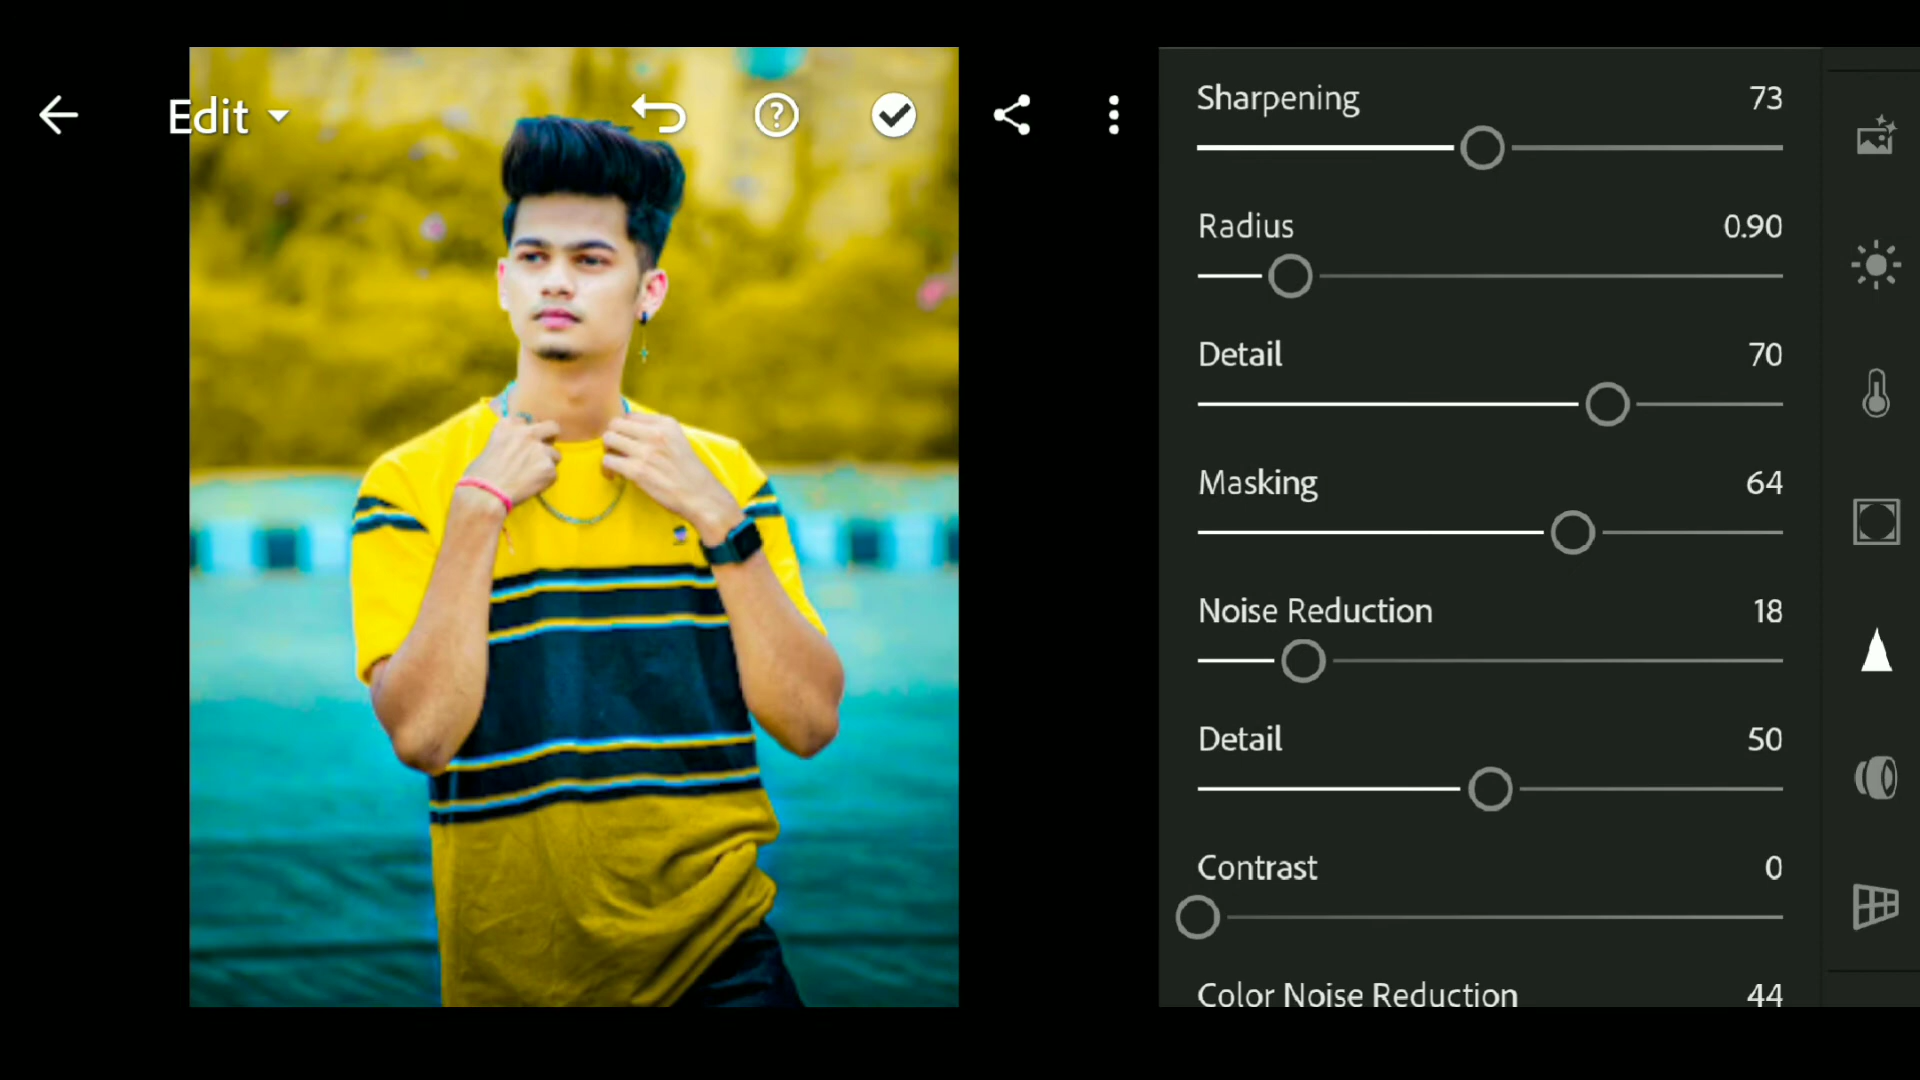 Edit
Sharpening 73
Radius 0.90
Detail 70
Masking 64
Noise Reduction 18
Detail 50
Contrast 0
Color Noise Reduction 44